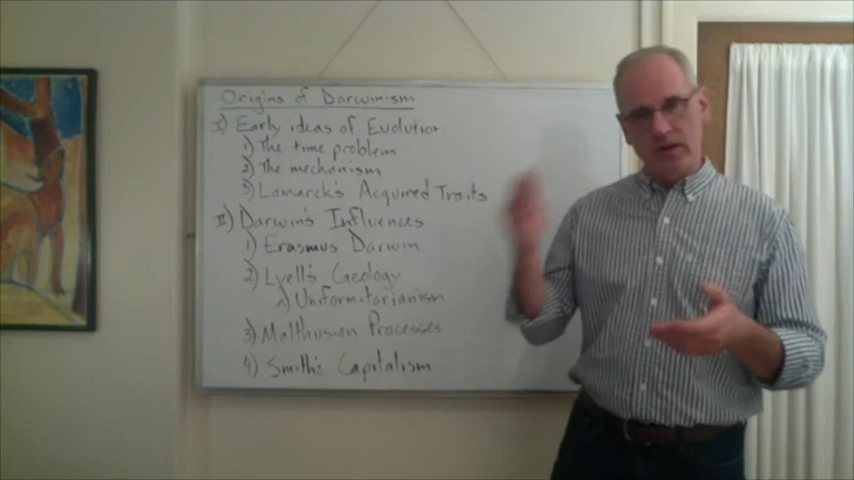 Origins of Darwinism
I) Early ideas of Evolution
1) The time problem
2) The mechanism
3) Lamarck's Acquired Traits
II) Darwin's Influences
1) Erasmus Darwin
2) Lyell's Geology
a) Uniformitarianism
3) Malthusian Processes
4) Smith's Capitalism